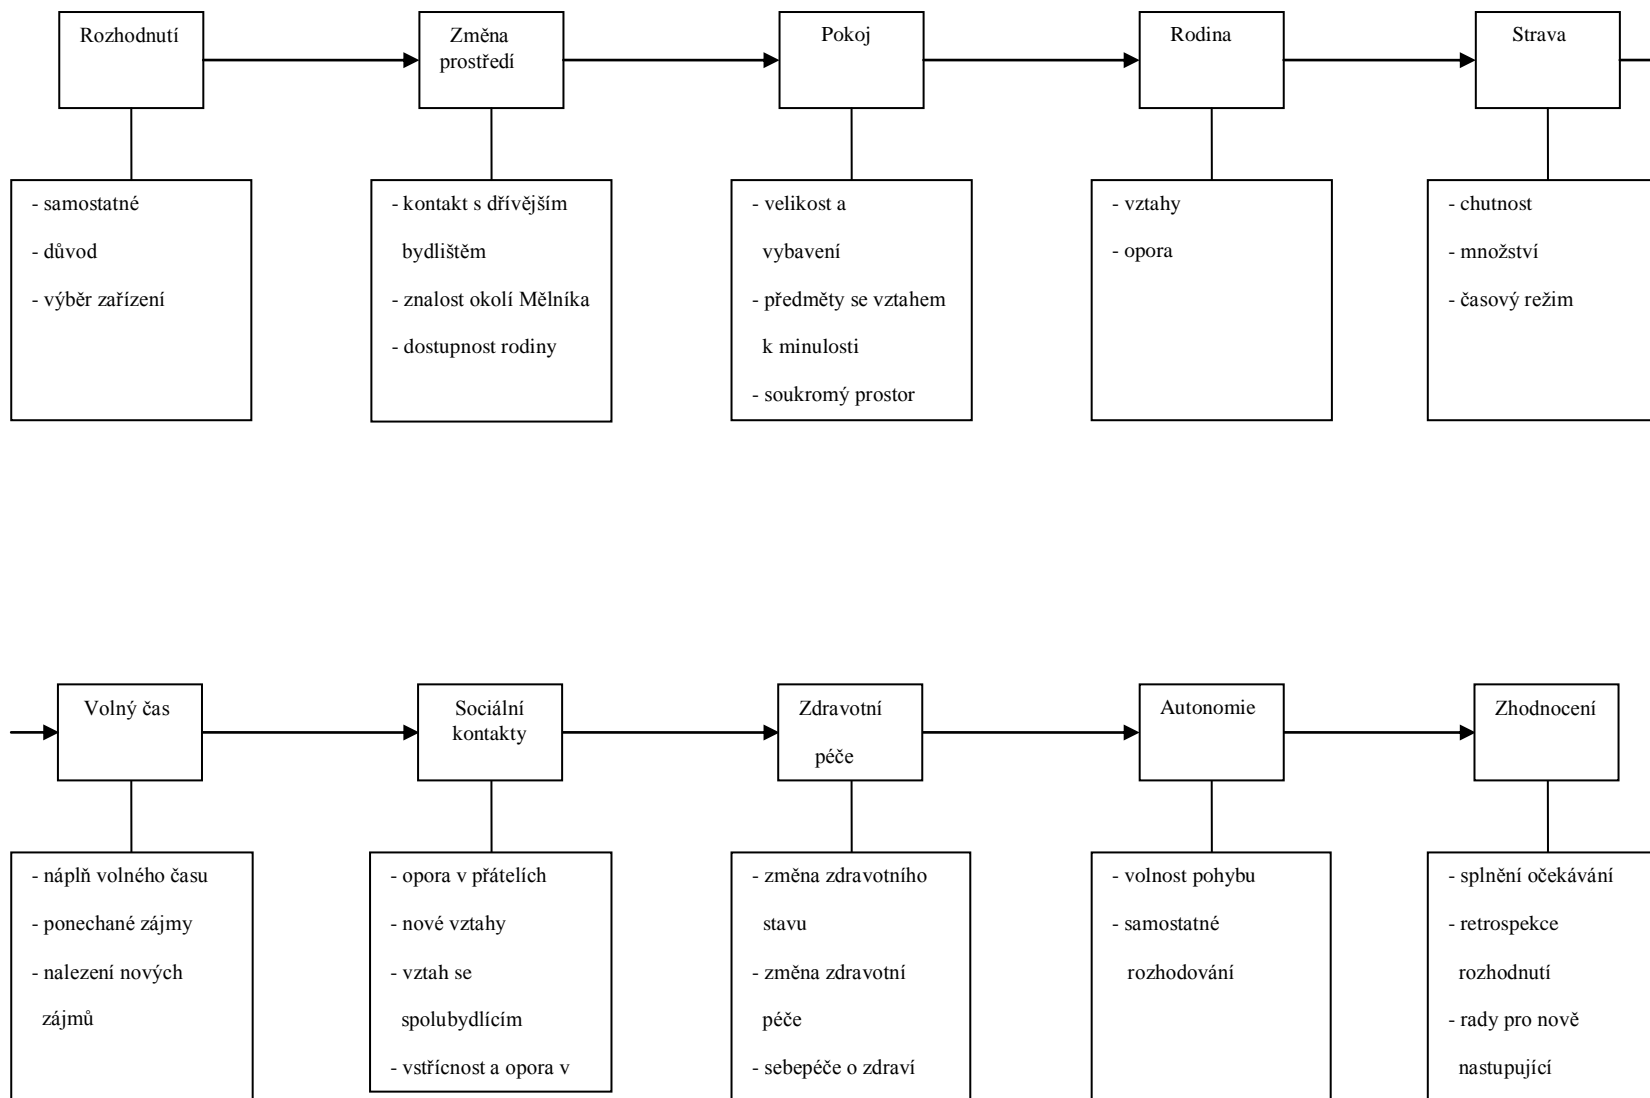 Rozhodnutí
Změna
prostředí
Pokoj
Rodina
Strava
- samostatné
- důvod
- výběr zařízení
- kontakt s dřívějším
bydlištěm
- znalost okolí Mělníka
- dostupnost rodiny
- velikost a
vybavení
- předměty se vztahem
k minulosti
- soukromý prostor
- vztahy
- opora
- chutnost
- množství
- časový režim
Volný čas
Sociální
kontakty
Zdravotní
péče
Autonomie
Zhodnocení
- náplň volného času
- ponechané zájmy
- nalezení nových
zájmů
- opora v přátelích
- nové vztahy
- vztah se
spolubydlícím
- vstřícnost a opora v
- změna zdravotního
stavu
- změna zdravotní
péče
- sebepéče o zdraví
- volnost pohybu
- samostatné
rozhodování
- splnění očekávání
- retrospekce
rozhodnutí
- rady pro nově
nastupující